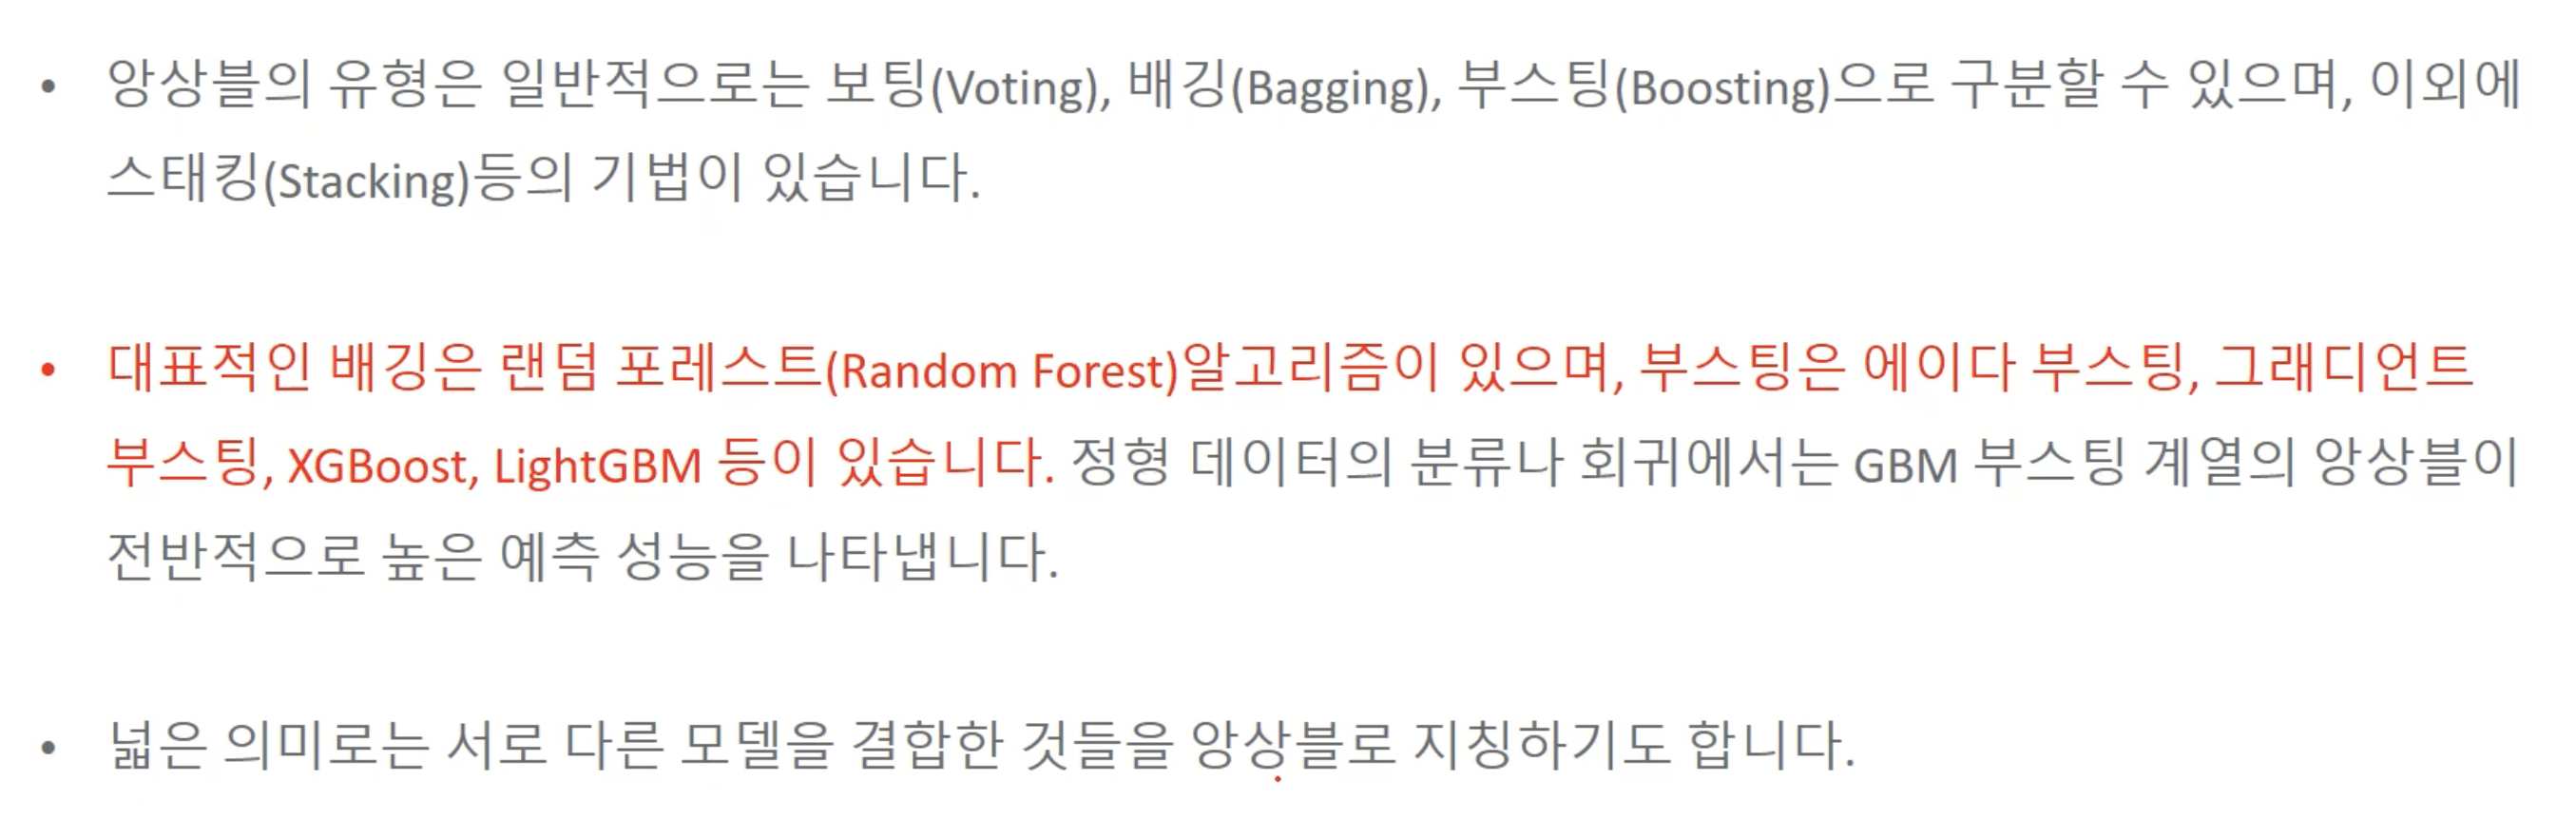 • 앙상블의 유형은 일반적으로는 보팅(Voting), 배깅(Bagging), 부스팅(Boosting)으로 구분할 수 있으며, 이외에
스태킹(Stacking)등의 기법이 있습니다.
• 대표적인 배깅은 랜덤 포레스트(Random Forest)알고리즘이 있으며, 부스팅은 에이다 부스팅, 그래디언트
부스팅, XGBoost, LightGBM 등이 있습니다. 정형 데이터의 분류나 회귀에서는 GBM 부스팅 계열의 앙상블이
전반적으로 높은 예측 성능을 나타냅니다.
• 넓은 의미로는 서로 다른 모델을 결합한 것들을 앙상블로 지칭하기도 합니다.